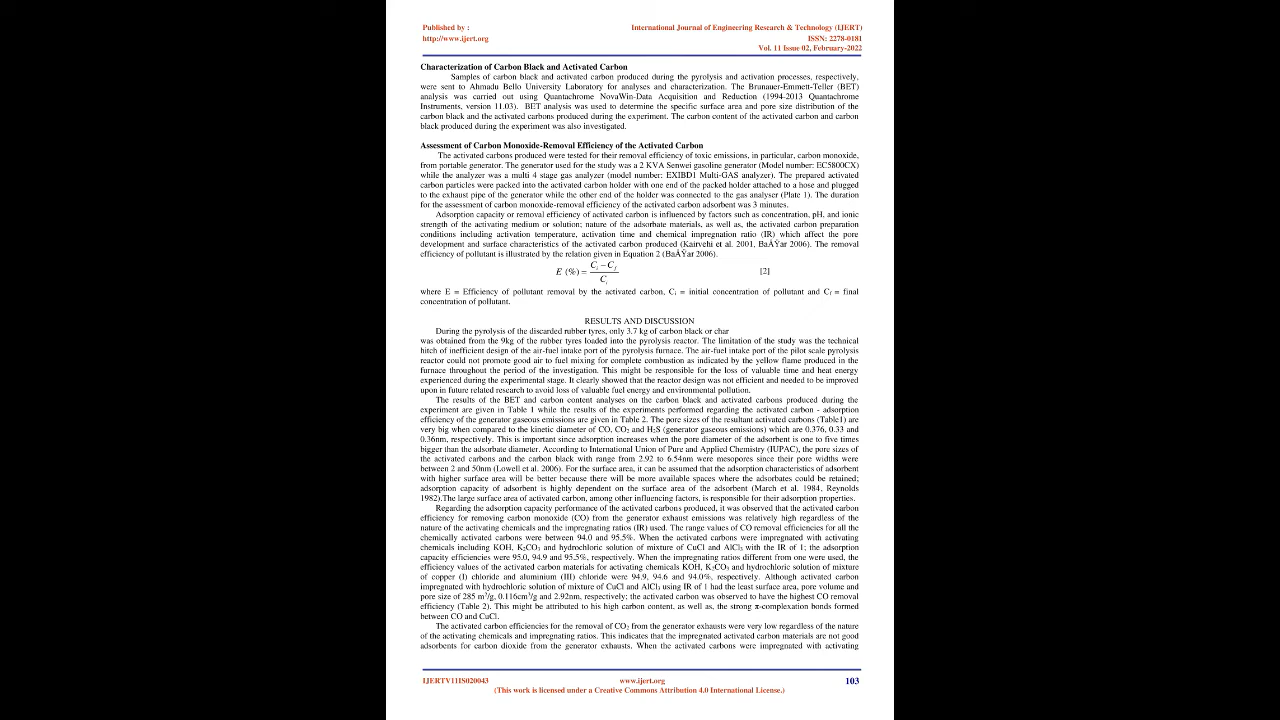 Published by :
International Journal of Engineering Research & Technology (IJERT)
http://www.ijert.org
ISSN: 2278-0181
Vol. 11 Issue 02, February-2022
Characterization of Carbon Black and Activated Carbon
Samples of carbon black and activated carbon produced during the pyrolysis and activation processes, respectively,
were sent to Ahmadu Bello University Laboratory for analyses and characterization. The Brunauer-Emmett-Teller (BET)
analysis was carried out using Quantachrome NovaWin-Data Acquisition and Reduction (1994-2013 Quantachrome
Instruments, version 11.03). BET analysis was used to determine the specific surface area and pore size distribution of the
carbon black and the activated carbons produced during the experiment. The carbon content of the activated carbon and carbon
black produced during the experiment was also investigated.
Assessment of Carbon Monoxide-Removal Efficiency of the Activated Carbon
The activated carbons produced were tested for their removal efficiency of toxic emissions, in particular, carbon monoxide,
from portable generator. The generator used for the study was a 2 KVA Senwei gasoline generator (Model number: EC5800CX)
while the analyzer was a multi 4 stage gas analyzer (model number: EXIBD1 Multi-GAS analyzer). The prepared activated
carbon particles were packed into the activated carbon holder with one end of the packed holder attached to a hose and plugged
to the exhaust pipe of the generator while the other end of the holder was connected to the gas analyser (Plate 1). The duration
for the assessment of carbon monoxide-removal efficiency of the activated carbon adsorbent was 3 minutes.
Adsorption capacity or removal efficiency of activated carbon is influenced by factors such as concentration, pH, and ionic
strength of the activating medium or solution; nature of the adsorbate materials, as well as, the activated carbon preparation
conditions including activation temperature, activation time and chemical impregnation ratio (IR) which affect the pore
development and surface characteristics of the activated carbon produced (Kairvehi et al. 2001, BaÅŸar 2006). The removal
efficiency of pollutant is illustrated by the relation given in Equation 2 (BaÅŸar 2006).
E (%) = (Ci − Cf) / Ci [2]
where E = Efficiency of pollutant removal by the activated carbon, Ci = initial concentration of pollutant and Cf = final
concentration of pollutant.
RESULTS AND DISCUSSION
During the pyrolysis of the discarded rubber tyres, only 3.7 kg of carbon black or char
was obtained from the 9kg of the rubber tyres loaded into the pyrolysis reactor. The limitation of the study was the technical
hitch of inefficient design of the air-fuel intake port of the pyrolysis furnace. The air-fuel intake port of the pilot scale pyrolysis
reactor could not promote good air to fuel mixing for complete combustion as indicated by the yellow flame produced in the
furnace throughout the period of the investigation. This might be responsible for the loss of valuable time and heat energy
experienced during the experimental stage. It clearly showed that the reactor design was not efficient and needed to be improved
upon in future related research to avoid loss of valuable fuel energy and environmental pollution.
The results of the BET and carbon content analyses on the carbon black and activated carbons produced during the
experiment are given in Table 1 while the results of the experiments performed regarding the activated carbon - adsorption
efficiency of the generator gaseous emissions are given in Table 2. The pore sizes of the resultant activated carbons (Table1) are
very big when compared to the kinetic diameter of CO, CO2 and H2S (generator gaseous emissions) which are 0.376, 0.33 and
0.36nm, respectively. This is important since adsorption increases when the pore diameter of the adsorbent is one to five times
bigger than the adsorbate diameter. According to International Union of Pure and Applied Chemistry (IUPAC), the pore sizes of
the activated carbons and the carbon black with range from 2.92 to 6.54nm were mesopores since their pore widths were
between 2 and 50nm (Lowell et al. 2006). For the surface area, it can be assumed that the adsorption characteristics of adsorbent
with higher surface area will be better because there will be more available spaces where the adsorbates could be retained;
adsorption capacity of adsorbent is highly dependent on the surface area of the adsorbent (March et al. 1984, Reynolds
1982).The large surface area of activated carbon, among other influencing factors, is responsible for their adsorption properties.
Regarding the adsorption capacity performance of the activated carbons produced, it was observed that the activated carbon
efficiency for removing carbon monoxide (CO) from the generator exhaust emissions was relatively high regardless of the
nature of the activating chemicals and the impregnating ratios (IR) used. The range values of CO removal efficiencies for all the
chemically activated carbons were between 94.0 and 95.5%. When the activated carbons were impregnated with activating
chemicals including KOH, K2CO3 and hydrochloric solution of mixture of CuCl and AlCl3 with the IR of 1; the adsorption
capacity efficiencies were 95.0, 94.9 and 95.5%, respectively. When the impregnating ratios different from one were used, the
efficiency values of the activated carbon materials for activating chemicals KOH, K2CO3 and hydrochloric solution of mixture
of copper (I) chloride and aluminium (III) chloride were 94.9, 94.6 and 94.0%, respectively. Although activated carbon
impregnated with hydrochloric solution of mixture of CuCl and AlCl3 using IR of 1 had the least surface area, pore volume and
pore size of 285 m²/g, 0.116cm³/g and 2.92nm, respectively; the activated carbon was observed to have the highest CO removal
efficiency (Table 2). This might be attributed to his high carbon content, as well as, the strong π-complexation bonds formed
between CO and CuCl.
The activated carbon efficiencies for the removal of CO2 from the generator exhausts were very low regardless of the nature
of the activating chemicals and impregnating ratios. This indicates that the impregnated activated carbon materials are not good
adsorbents for carbon dioxide from the generator exhausts. When the activated carbons were impregnated with activating
IJERTV11IS020043
www.ijert.org
103
(This work is licensed under a Creative Commons Attribution 4.0 International License.)